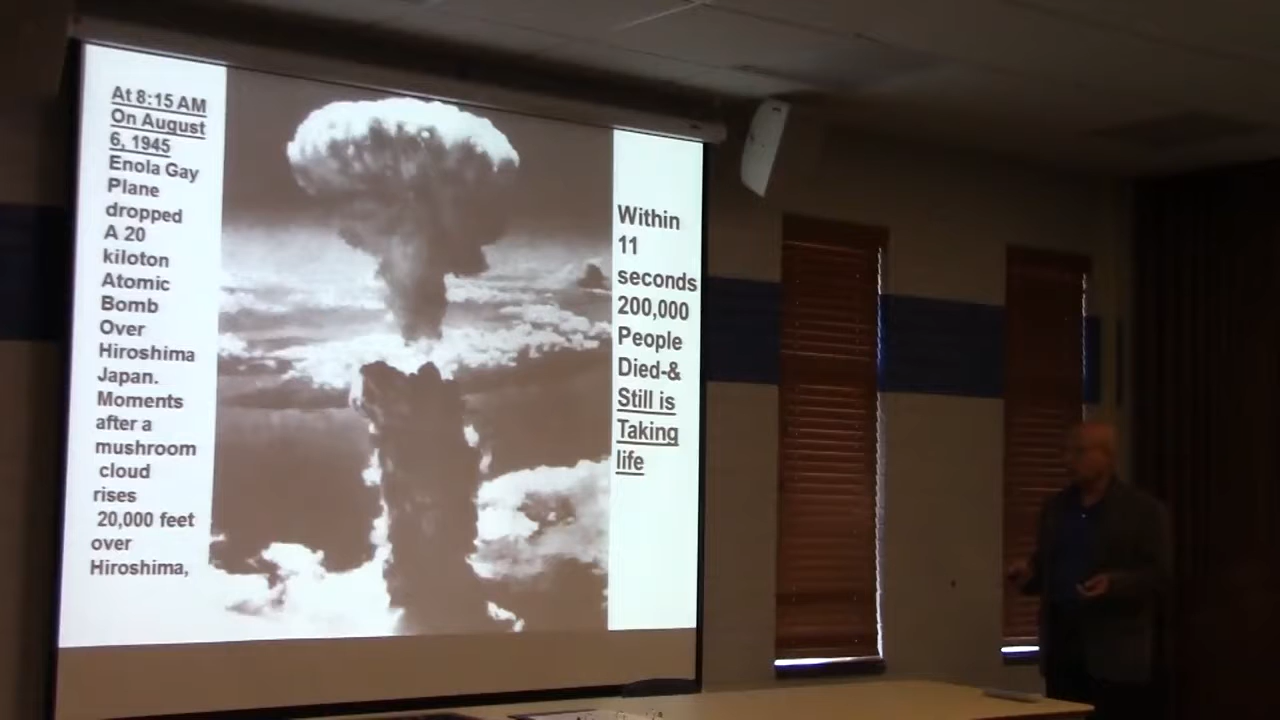 At 8:15 AM
On August
6, 1945
Enola Gay
Plane
dropped
A 20
kiloton
Atomic
Bomb
Over
Hiroshima
Japan.
Moments
after a
mushroom
cloud
rises
20,000 feet
over
Hiroshima,
Within
11
seconds
200,000
People
Died-&
Still is
Taking
life